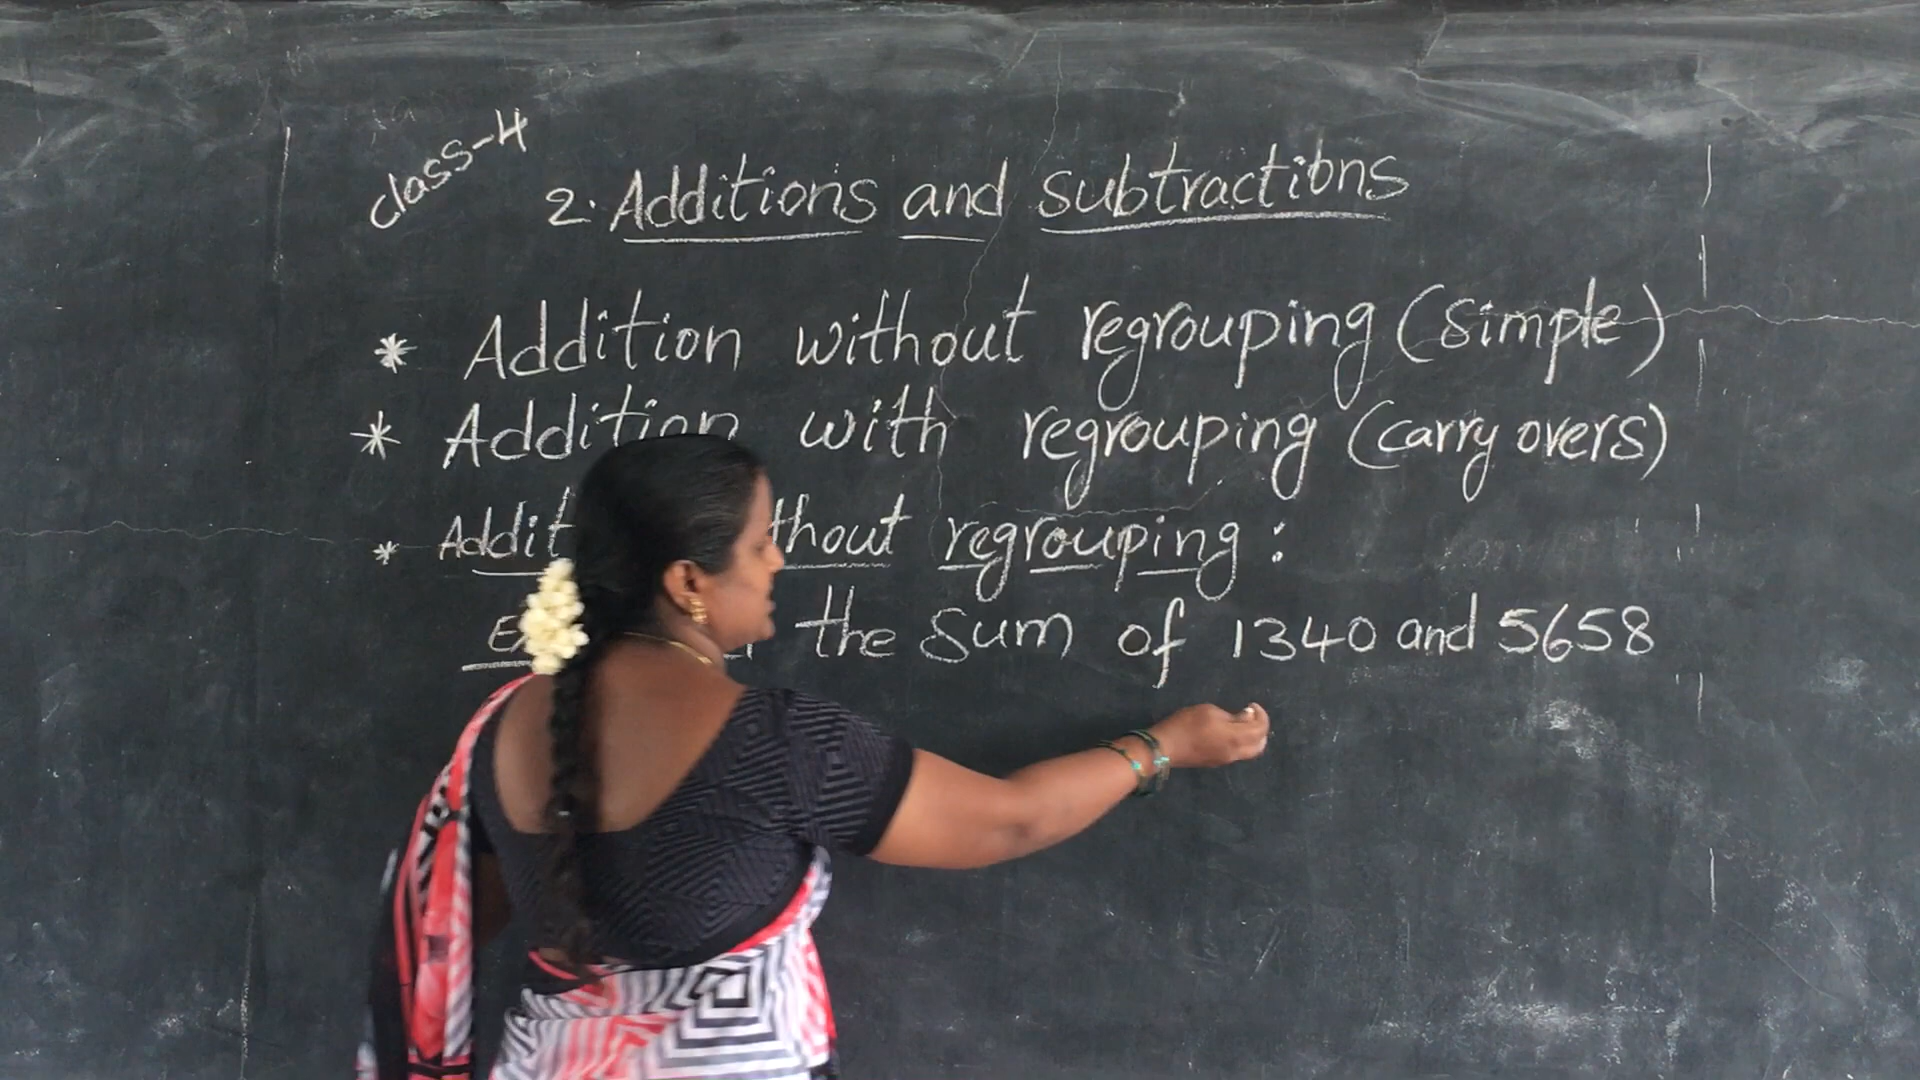 class-4
2. Additions and subtractions
* Addition without regrouping (simple)
* Addition with regrouping (carry overs)
* Addit thout regrouping :
the sum of 1340 and 5658